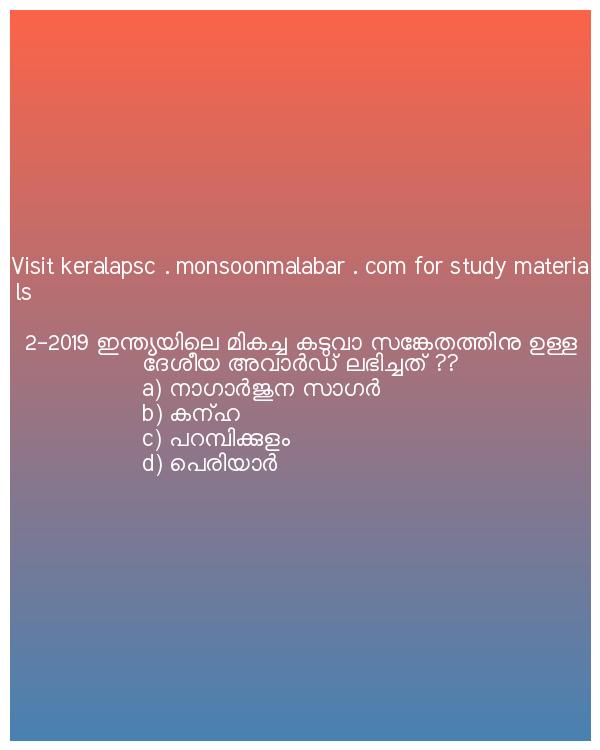 Visit keralapsc . monsoonmalabar . com for study materia
ls
2-2019 ഇന്ത്യയിലെ മികച്ച കടുവാ സങ്കേതത്തിനു ഉള്ള
ദേശീയ അവാർഡ് ലഭിച്ചത് ??
a) നാഗാർജുന സാഗർ
b) കന്ഹ
c) പറമ്പിക്കുളം
d) പെരിയാർ